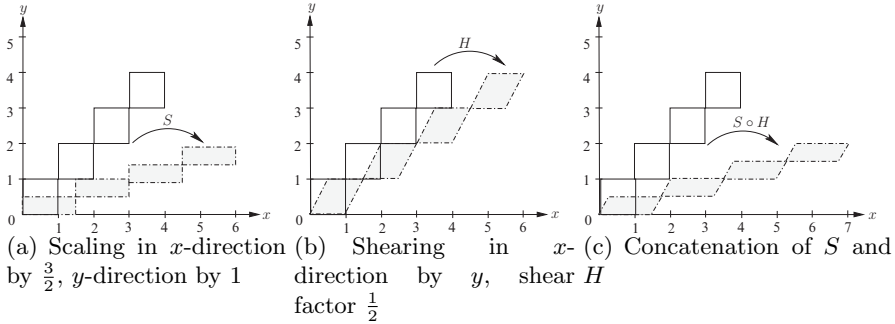 y
5
4
3
2
1
0
1 2 3 4 5 6
x
S
y
5
4
3
2
1
0
1 2 3 4 5 6
x
H
y
5
4
3
2
1
0
1 2 3 4 5 6 7
x
S ∘ H
(a) Scaling in x-direction
by 3/2, y-direction by 1
(b) Shearing in x-
direction by y, shear
factor 1/2
(c) Concatenation of S and
H